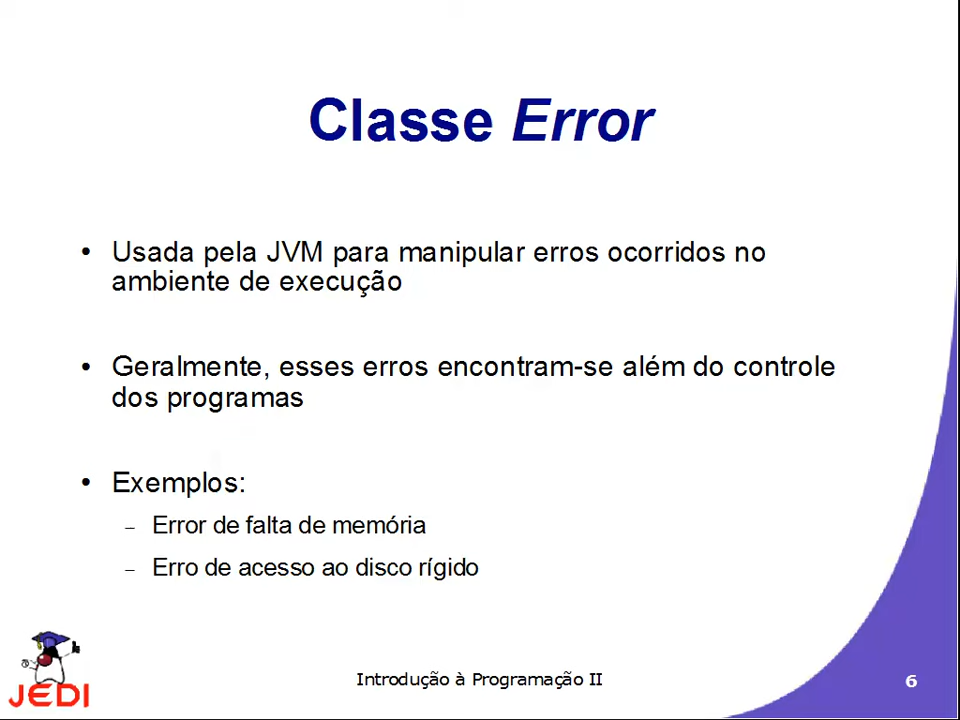 Classe Error
• Usada pela JVM para manipular erros ocorridos no
ambiente de execução
• Geralmente, esses erros encontram-se além do controle
dos programas
• Exemplos:
– Error de falta de memória
– Erro de acesso ao disco rígido
JEDI
Introdução à Programação II
6